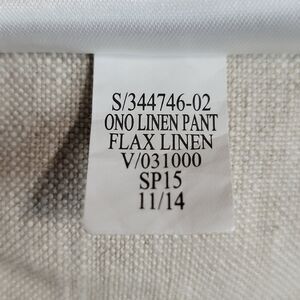 S/344746-02
ONO LINEN PANT
FLAX LINEN
V/031000
SP15
11/14